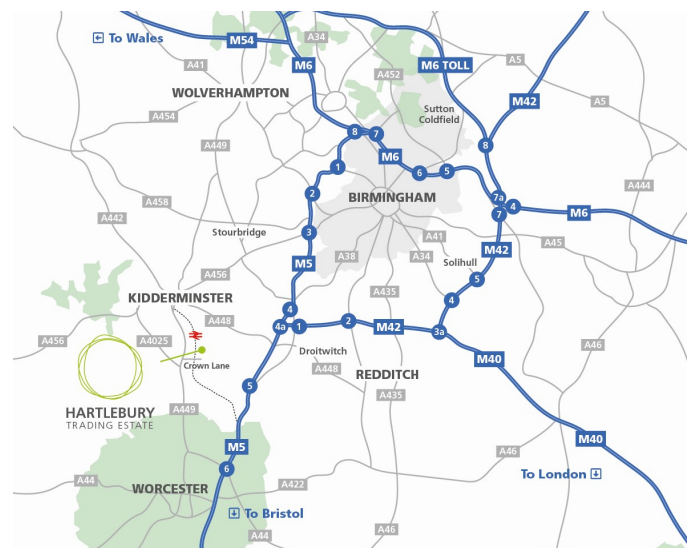 To Wales
M54
A34
A41
M6
A452
M6 TOLL
A5
WOLVERHAMPTON
Sutton
Coldfield
M42
A5
A454
A449
8
7
M6
8
1
6
5
A444
2
BIRMINGHAM
7a
4
7
M6
A458
A442
Stourbridge
3
A41
A45
A38
A34
M42
M5
Solihull
A456
5
KIDDERMINSTER
A435
4
4
A448
4a
1
2
M42
3a
A456
A4025
A46
Droitwitch
M40
Crown Lane
A448
REDDITCH
5
A435
HARTLEBURY
TRADING ESTATE
A449
M40
M5
A46
6
To London
A44
WORCESTER
A422
To Bristol
A44
A46